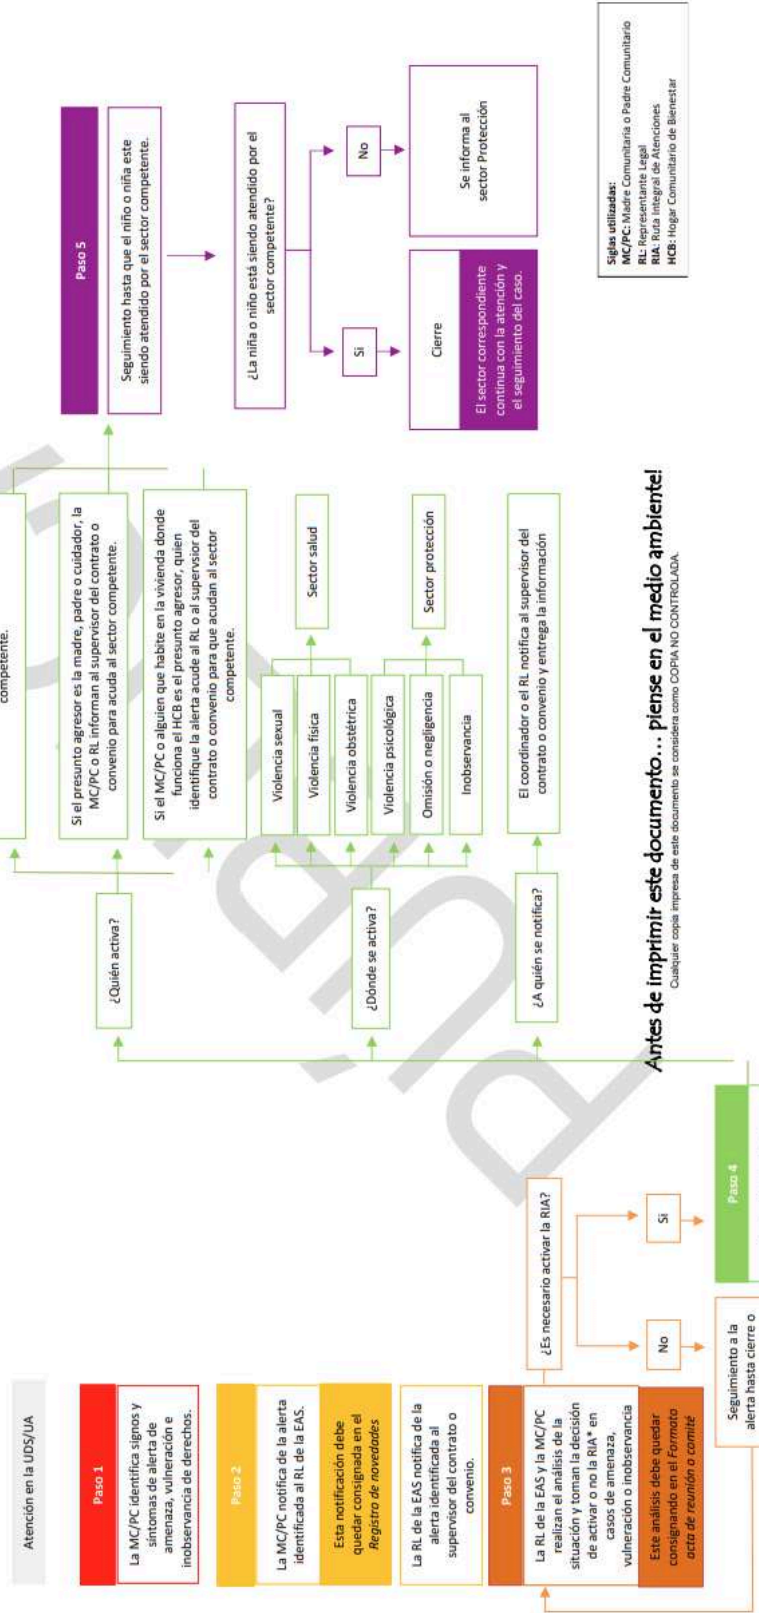 Atención en la UDS/UA
Paso 1
La MC/PC identifica signos y
síntomas de alerta de
amenaza, vulneración e
inobservancia de derechos.
Paso 2
La MC/PC notifica de la alerta
identificada al RL de la EAS.
Esta notificación debe
quedar consignada en el
Registro de novedades
La RL de la EAS notifica de la
alerta identificada al
supervisor del contrato o
convenio.
Paso 3
La RL de la EAS y la MC/PC
realizan el análisis de la
situación y toman la decisión
de activar o no la RIA* en
casos de amenaza,
vulneración o inobservancia
Este análisis debe quedar
consignando en el Formato
acta de reunión o comité
¿Es necesario activar la RIA?
No
Si
Seguimiento a la
alerta hasta cierre o
Paso 4
¿Quién activa?
competente.
Si el presunto agresor es la madre, padre o cuidador, la
MC/PC o RL informan al supervisor del contrato o
convenio para acuda al sector competente.
Si el MC/PC o alguien que habite en la vivienda donde
funciona el HCB es el presunto agresor, quien
identifique la alerta acude al RL o al supervsior del
contrato o convenio para que acudan al sector
competente.
¿Dónde se activa?
Violencia sexual
Violencia física
Violencia obstétrica
Violencia psicológica
Omisión o negligencia
Inobservancia
Sector salud
Sector protección
¿A quién se notifica?
El coordinador o el RL notifica al supervisor del
contrato o convenio y entrega la información
Paso 5
Seguimiento hasta que el niño o niña este
siendo atendido por el sector competente.
¿La niña o niño está siendo atendido por el
sector competente?
Si
No
Cierre
El sector correspondiente
continua con la atención y
el seguimiento del caso.
Se informa al
sector Protección
Siglas utilizadas:
MC/PC: Madre Comunitaria o Padre Comunitario
RL: Representante Legal
RIA: Ruta Integral de Atenciones
HCB: Hogar Comunitario de Bienestar
Antes de imprimir este documento… piense en el medio ambiente!
Cualquier copia impresa de este documento se considera como COPIA NO CONTROLADA.